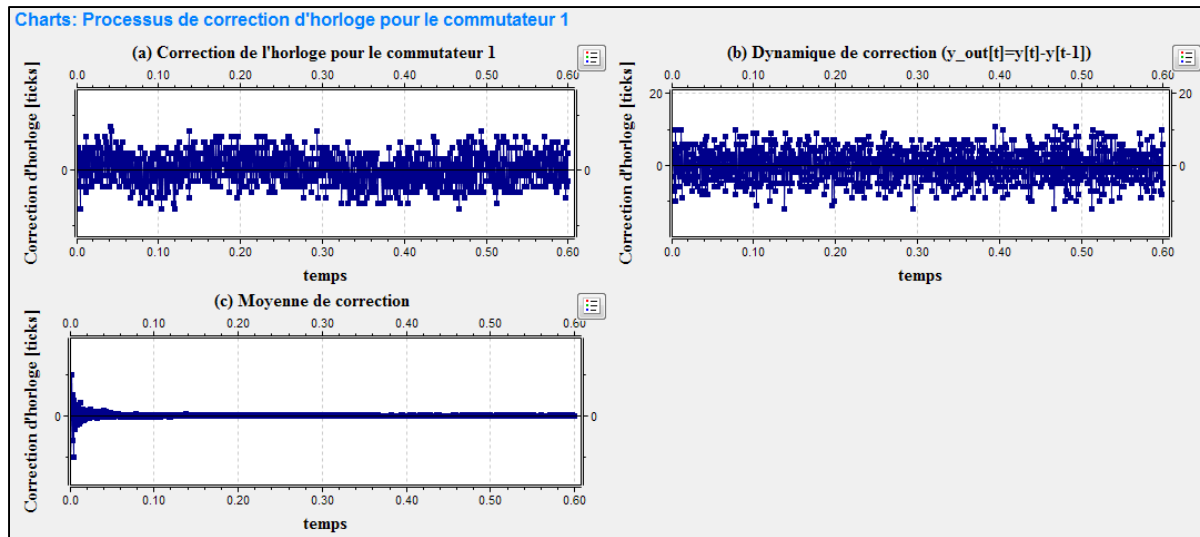 Charts: Processus de correction d'horloge pour le commutateur 1
(a) Correction de l'horloge pour le commutateur 1
0.0 0.10 0.20 0.30 0.40 0.50 0.60
Correction d'horloge [ticks]
0 0
0.0 0.10 0.20 0.30 0.40 0.50 0.60
temps
(b) Dynamique de correction (y_out[t]=y[t]-y[t-1])
0.0 0.10 0.20 0.30 0.40 0.50 0.60
Correction d'horloge [ticks]
20 20
0 0
0.0 0.10 0.20 0.30 0.40 0.50 0.60
temps
(c) Moyenne de correction
0.0 0.10 0.20 0.30 0.40 0.50 0.60
Correction d'horloge [ticks]
0 0
0.0 0.10 0.20 0.30 0.40 0.50 0.60
temps